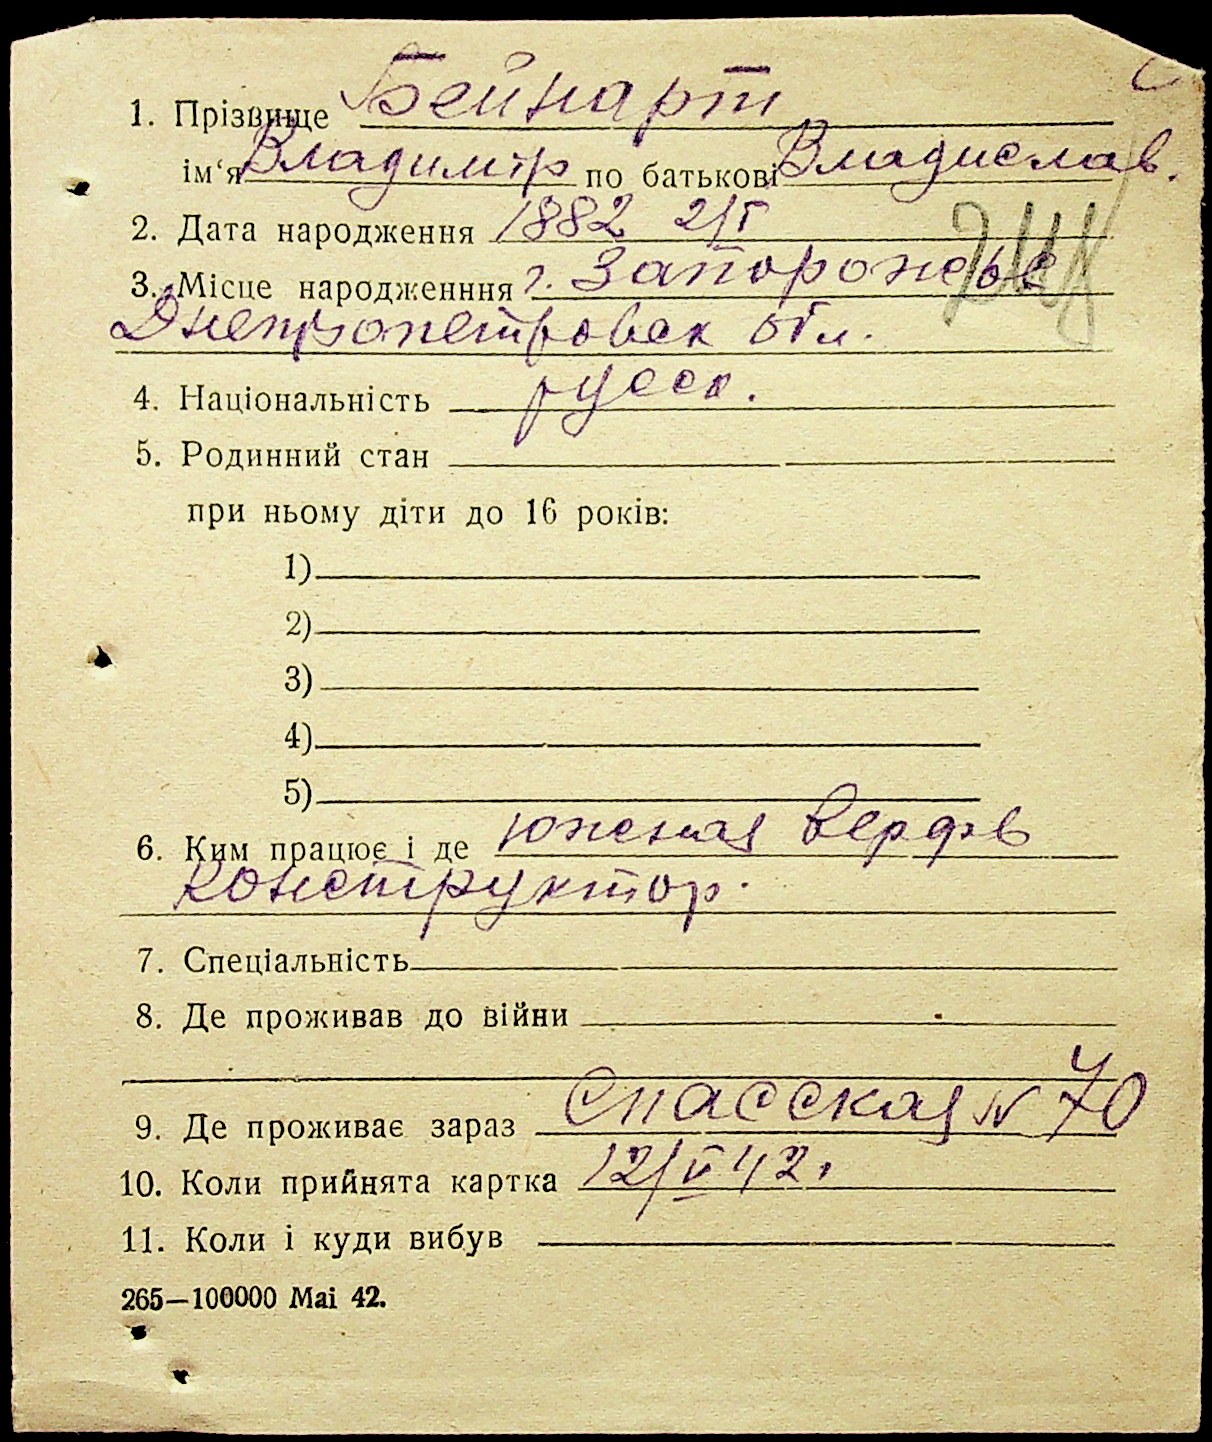 1. Прізвище Бейнарт
ім‘я Владимир по батькові Владислав.
2. Дата народження 1882 2/I
3. Місце народженння г. Запорожье
Днепропетровск обл.
4. Національність русск.
5. Родинний стан
при ньому діти до 16 років:
1)
2)
3)
4)
5)
6. Ким працює і де южная верфь
конструктор.
7. Спеціальність
8. Де проживав до війни
9. Де проживає зараз Спасская № 70
10. Коли прийнята картка 12/V 42.
11. Коли і куди вибув
265—100000 Mai 42.